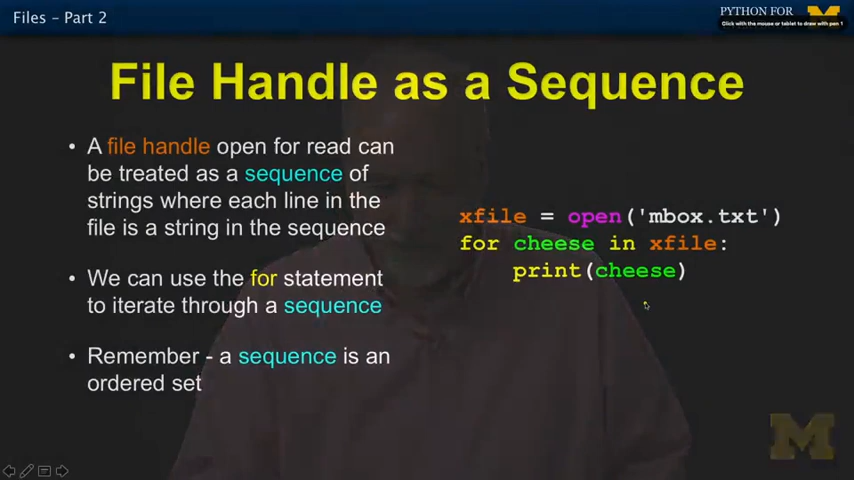 Files - Part 2
PYTHON FOR
Click with the mouse or tablet to draw with pen 1
File Handle as a Sequence
• A file handle open for read can
be treated as a sequence of
strings where each line in the
file is a string in the sequence
• We can use the for statement
to iterate through a sequence
• Remember - a sequence is an
ordered set
xfile = open('mbox.txt')
for cheese in xfile:
print(cheese)
M